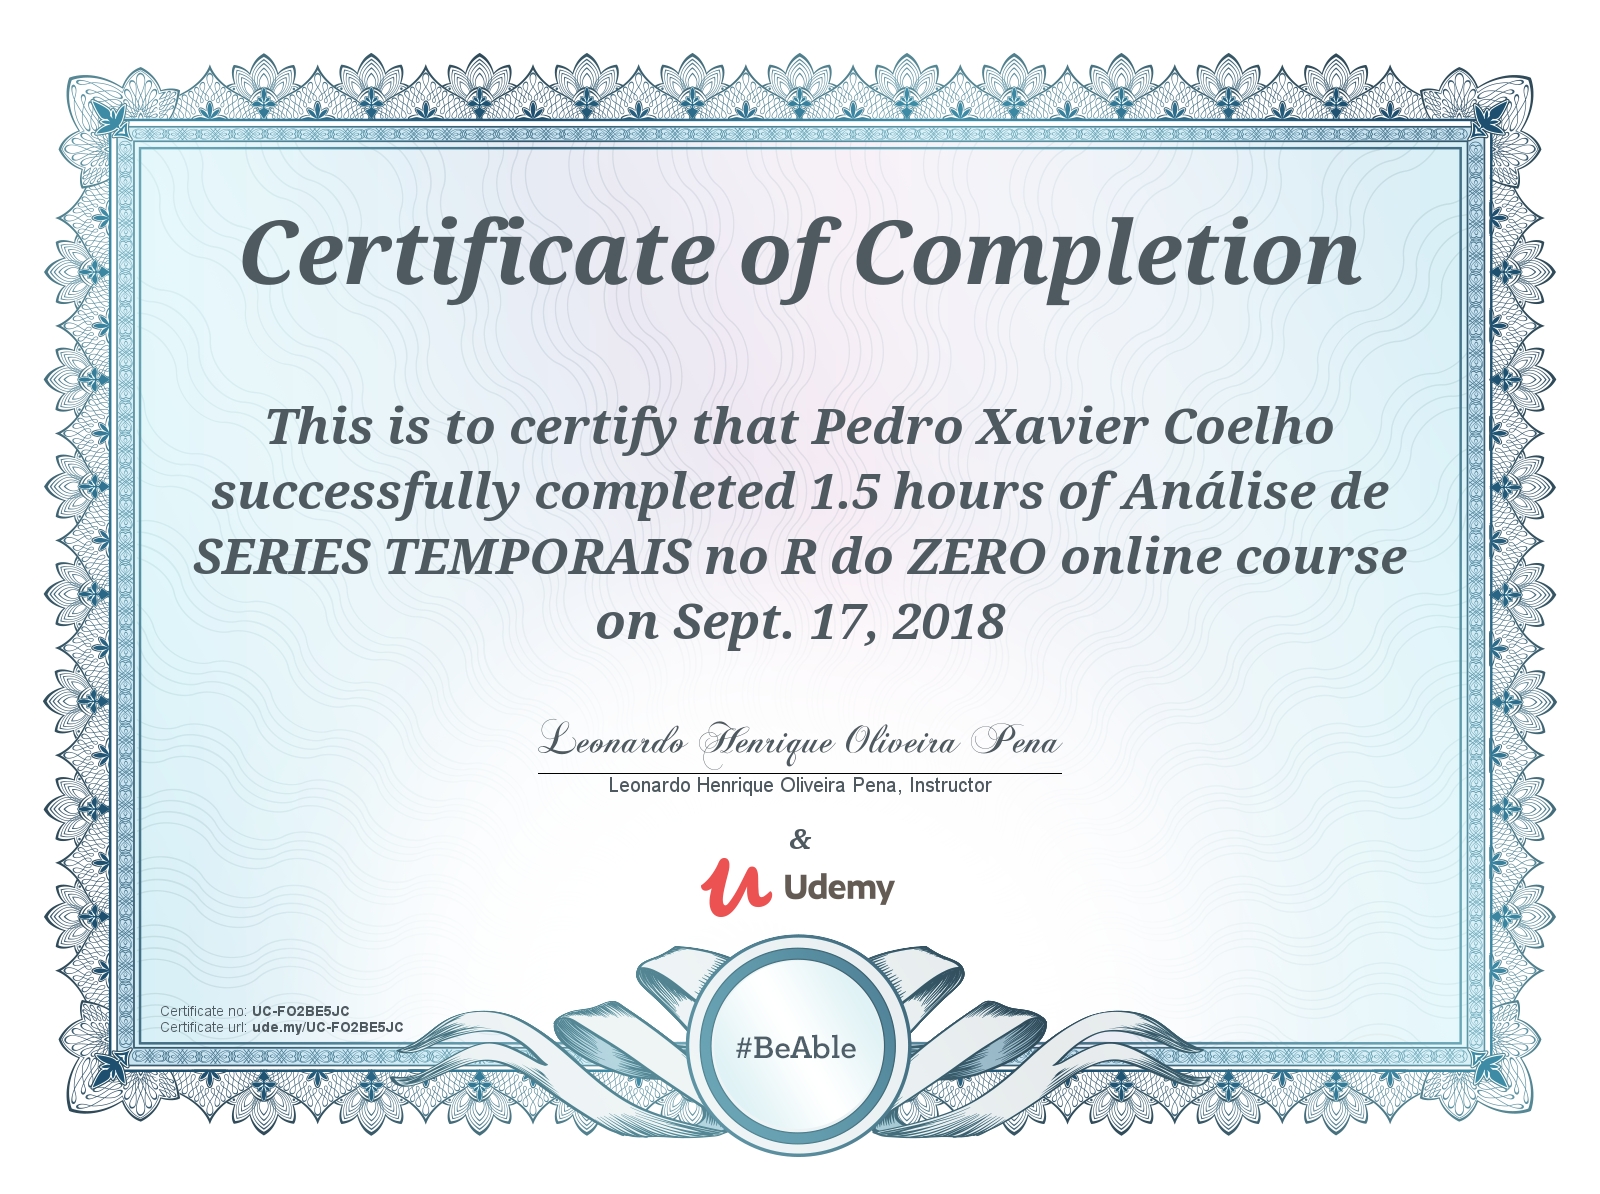 Certificate of Completion
This is to certify that Pedro Xavier Coelho
successfully completed 1.5 hours of Análise de
SERIES TEMPORAIS no R do ZERO online course
on Sept. 17, 2018
Leonardo Henrique Oliveira Pena
Leonardo Henrique Oliveira Pena, Instructor
&
Udemy
Certificate no: UC-FO2BE5JC
Certificate url: ude.my/UC-FO2BE5JC
#BeAble